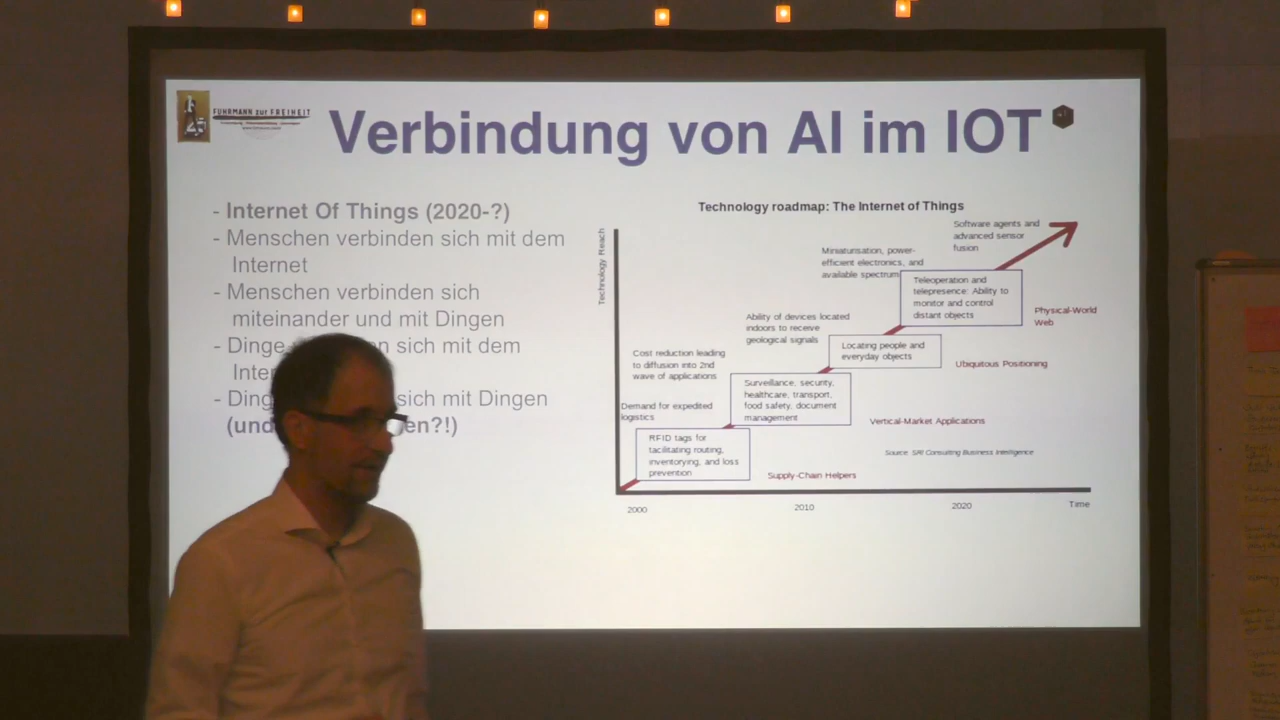 FUHRMANN zur FREIHEIT
Verbindung von AI im IOT
- Internet Of Things (2020-?)
- Menschen verbinden sich mit dem
Internet
- Menschen verbinden sich
miteinander und mit Dingen
- Dinge sich mit dem
- sich mit Dingen
(und en?!)
Technology roadmap: The Internet of Things
Technology Reach
Software agents and
advanced sensor
fusion
Miniaturisation, power-
efficient electronics, and
available spectrum
Teleoperation and
telepresence: Ability to
monitor and control
distant objects
Physical-World
Web
Ability of devices located
indoors to receive
geological signals
Locating people and
everyday objects
Ubiquitous Positioning
Cost reduction leading
to diffusion into 2nd
wave of applications
Surveillance, security,
healthcare, transport,
food safety, document
management
Vertical-Market Applications
Demand for expedited
logistics
RFID tags for
facilitating routing,
inventorying, and loss
prevention
Supply-Chain Helpers
Source: SRI Consulting Business Intelligence
2000
2010
2020
Time